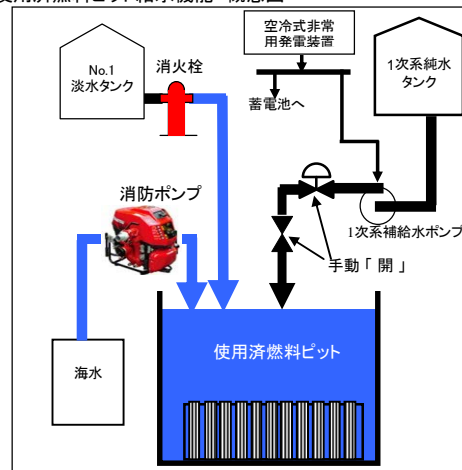 使用済燃料ピット給水機能 概念図
空冷式非常
用発電装置
No.1
淡水タンク
消火栓
1次系純水
タンク
蓄電池へ
消防ポンプ
1次系補給水ポンプ
手動「開」
使用済燃料ピット
海水